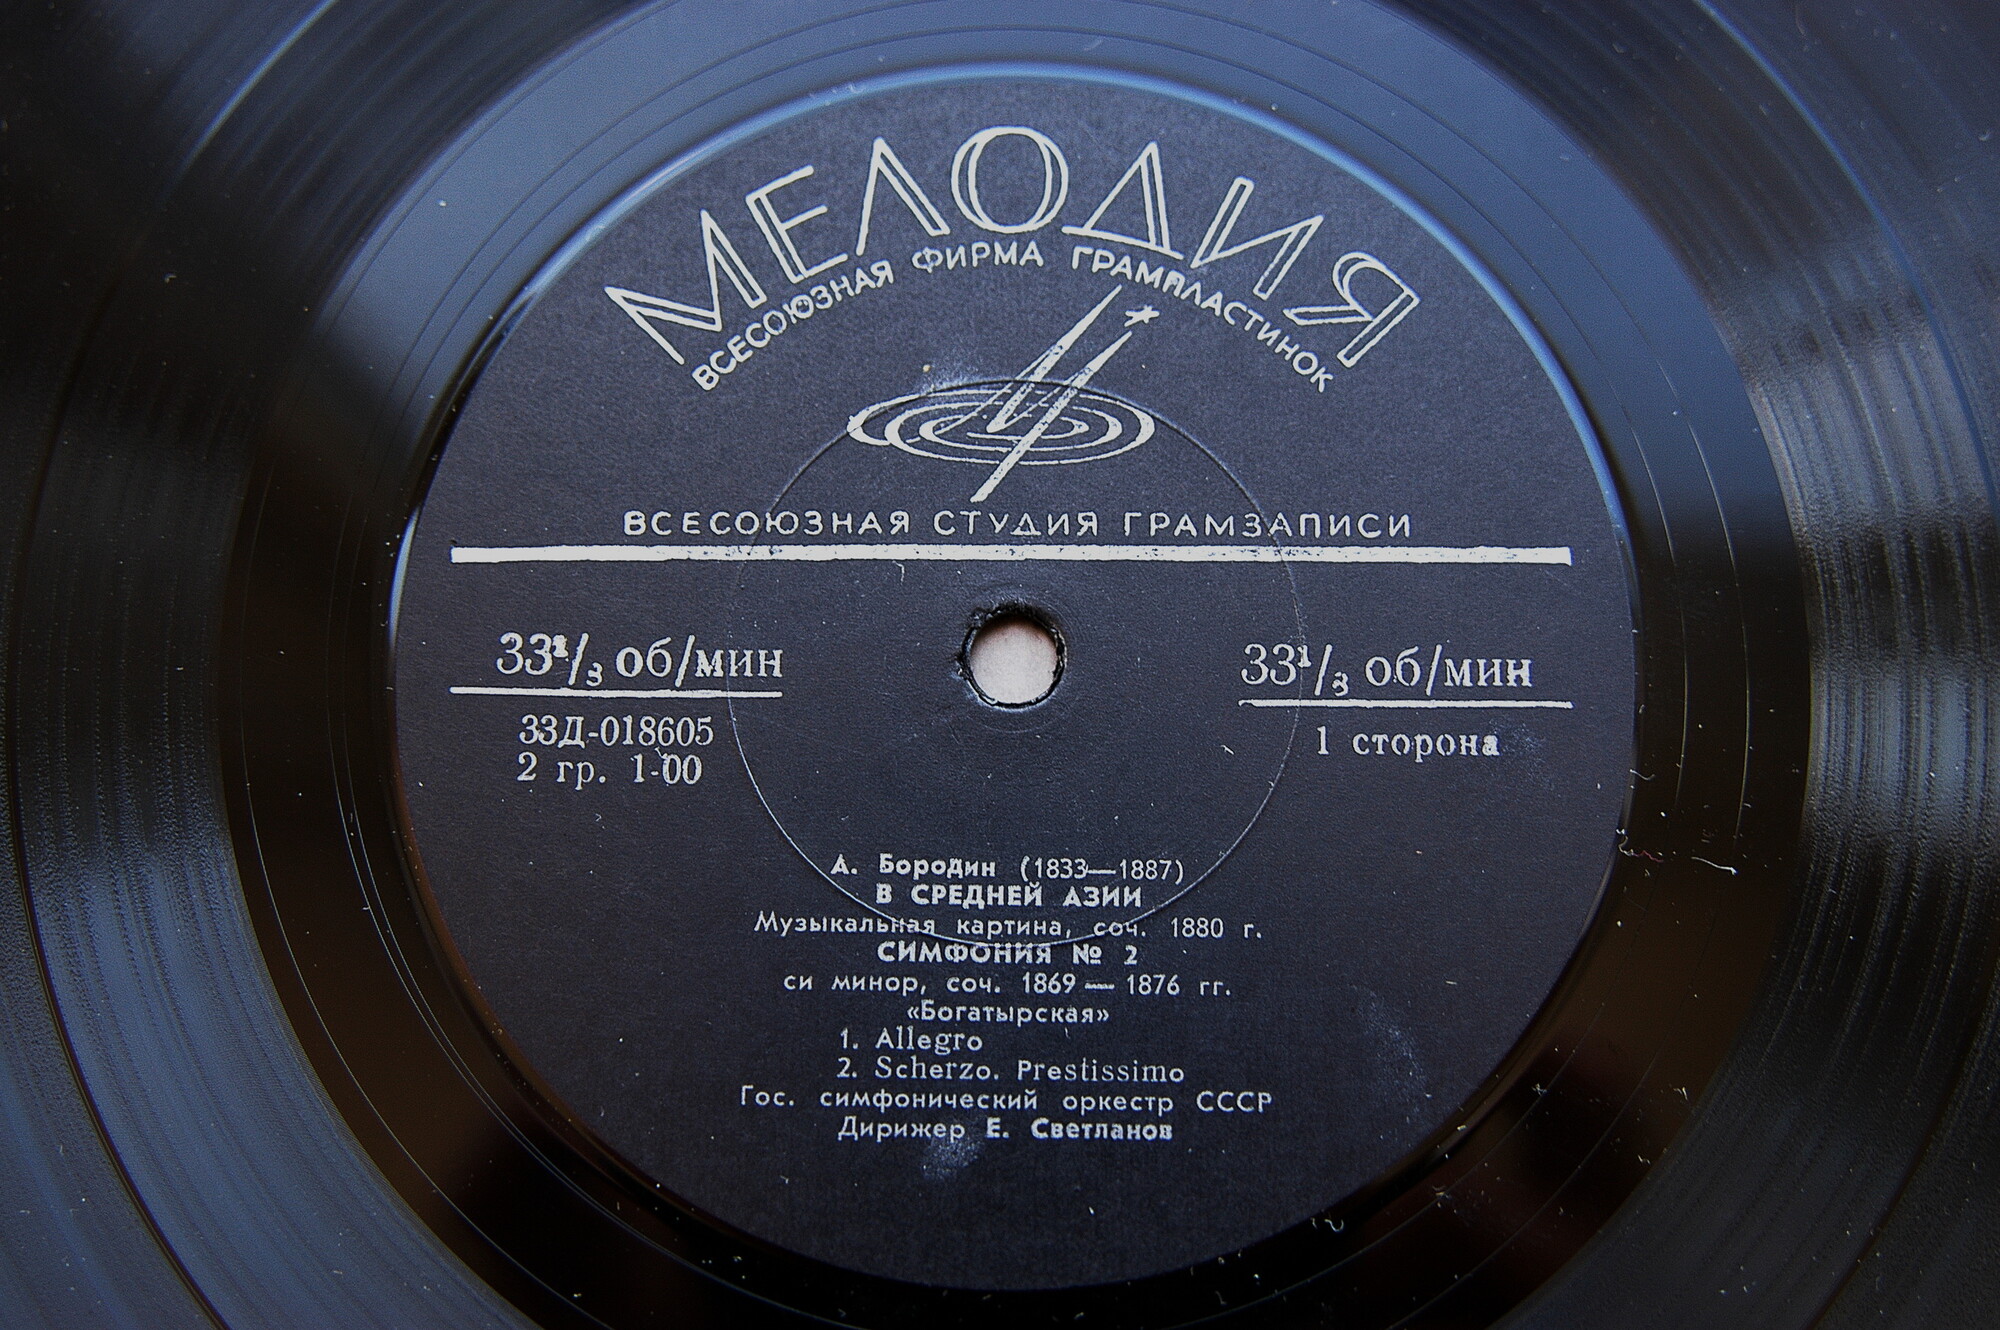 МЕЛОДИЯ
ВСЕСОЮЗНАЯ ФИРМА ГРАМПЛАСТИНОК
ВСЕСОЮЗНАЯ СТУДИЯ ГРАМЗАПИСИ
33¹/₃ об/мин
33¹/₃ об/мин
33Д-018605
2 гр. 1-00
1 сторона
А. Бородин (1833—1887)
В СРЕДНЕЙ АЗИИ
Музыкальная картина, соч. 1880 г.
СИМФОНИЯ № 2
си минор, соч. 1869 — 1876 гг.
«Богатырская»
1. Allegro
2. Scherzo. Prestissimo
Гос. симфонический оркестр СССР
Дирижер Е. Светланов